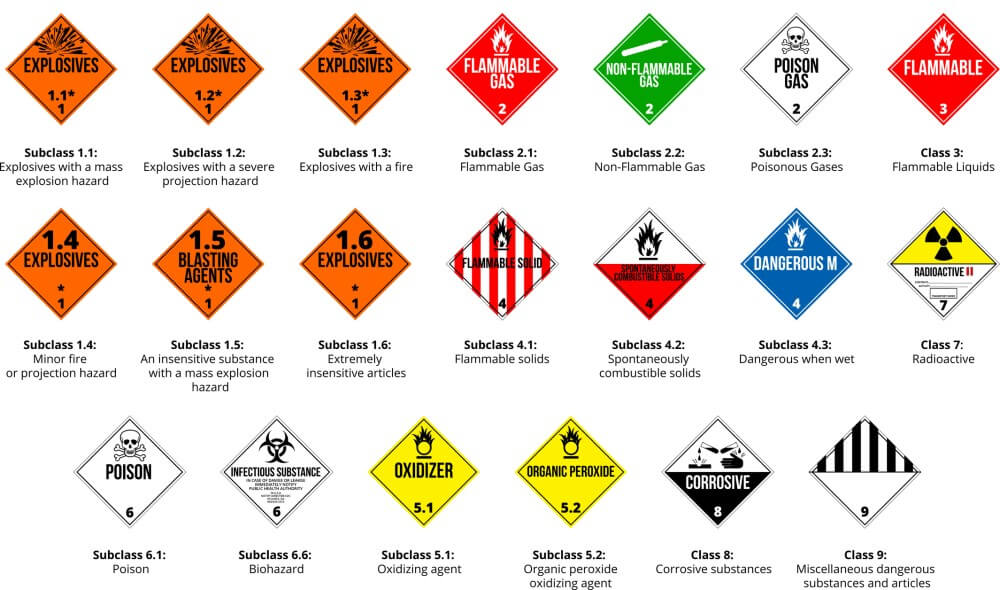 EXPLOSIVES
1.1*
1
EXPLOSIVES
1.2*
1
EXPLOSIVES
1.3*
1
FLAMMABLE
GAS
2
NON-FLAMMABLE
GAS
2
POISON
GAS
2
FLAMMABLE
3
Subclass 1.1:
Explosives with a mass
explosion hazard
Subclass 1.2:
Explosives with a severe
projection hazard
Subclass 1.3:
Explosives with a fire
Subclass 2.1:
Flammable Gas
Subclass 2.2:
Non-Flammable Gas
Subclass 2.3:
Poisonous Gases
Class 3:
Flammable Liquids
1.4
EXPLOSIVES
*
1
1.5
BLASTING
AGENTS
*
1
1.6
EXPLOSIVES
*
1
FLAMMABLE SOLID
4
SPONTANEOUSLY
COMBUSTIBLE SOLIDS
4
DANGEROUS M
4
RADIOACTIVE II
7
Subclass 1.4:
Minor fire
or projection hazard
Subclass 1.5:
An insensitive substance
with a mass explosion
hazard
Subclass 1.6:
Extremely
insensitive articles
Subclass 4.1:
Flammable solids
Subclass 4.2:
Spontaneously
combustible solids
Subclass 4.3:
Dangerous when wet
Class 7:
Radioactive
POISON
6
INFECTIOUS SUBSTANCE
IN CASE OF DAMAGE OR LEAKAGE
IMMEDIATELY NOTIFY
PUBLIC HEALTH AUTHORITY
6
OXIDIZER
5.1
ORGANIC PEROXIDE
5.2
CORROSIVE
8
9
Subclass 6.1:
Poison
Subclass 6.6:
Biohazard
Subclass 5.1:
Oxidizing agent
Subclass 5.2:
Organic peroxide
oxidizing agent
Class 8:
Corrosive substances
Class 9:
Miscellaneous dangerous
substances and articles